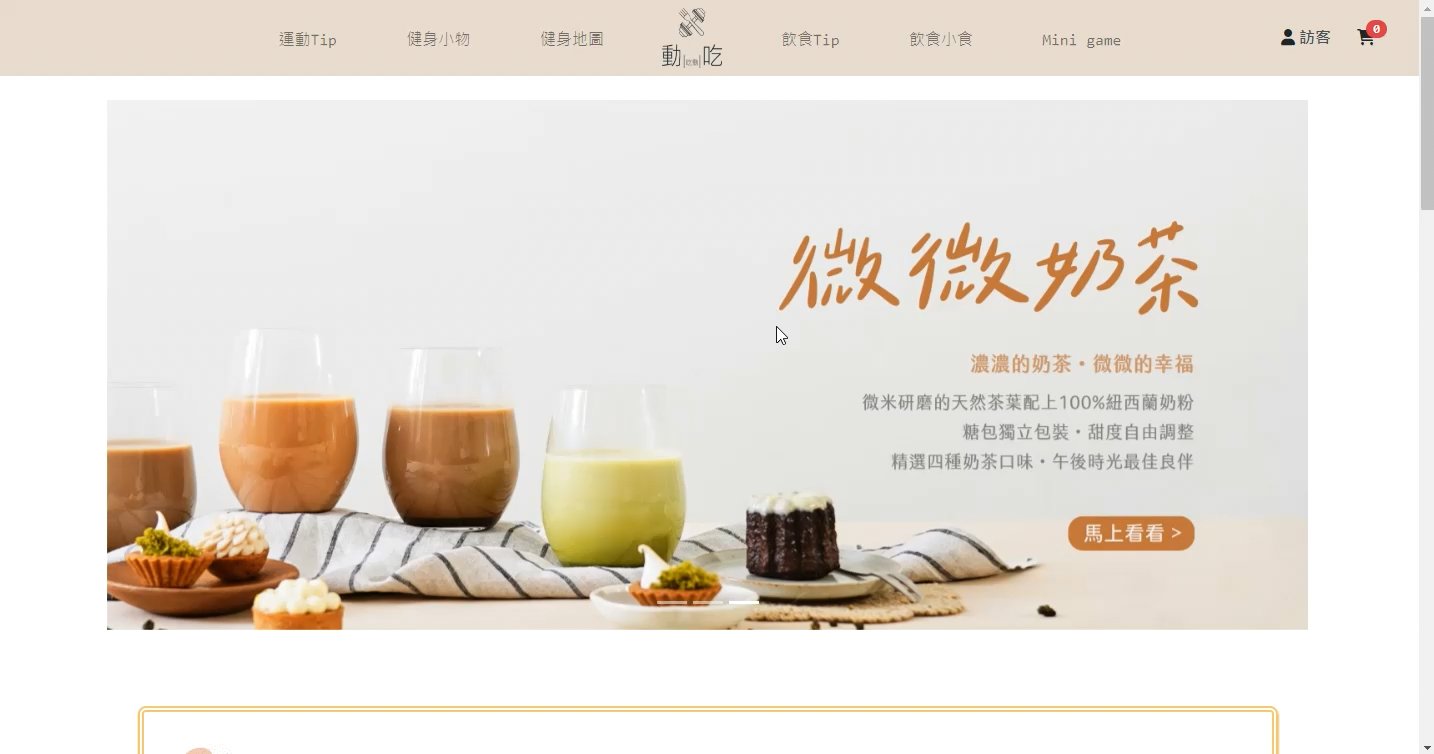 運動Tip
健身小物
健身地圖
動 吃
飲食Tip
飲食小食
Mini game
訪客
0
微微奶茶
濃濃的奶茶・微微的幸福
微米研磨的天然茶葉配上100%紐西蘭奶粉
糖包獨立包裝・甜度自由調整
精選四種奶茶口味・午後時光最佳良伴
馬上看看 >